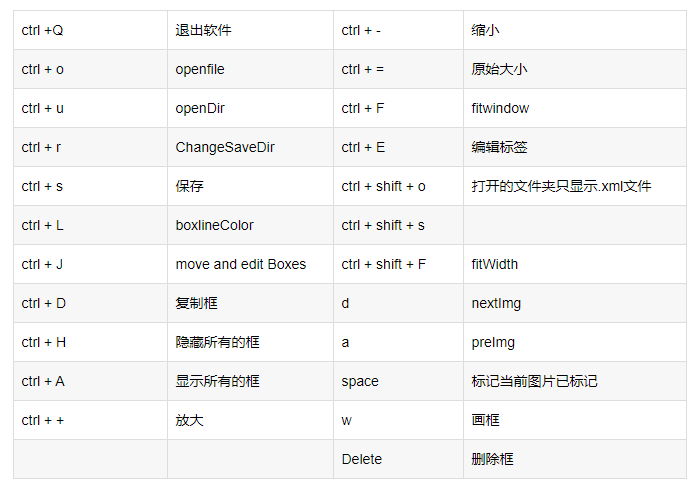 ctrl +Q 退出软件 ctrl + - 缩小
ctrl + o openfile ctrl + = 原始大小
ctrl + u openDir ctrl + F fitwindow
ctrl + r ChangeSaveDir ctrl + E 编辑标签
ctrl + s 保存 ctrl + shift + o 打开的文件夹只显示.xml文件
ctrl + L boxlineColor ctrl + shift + s
ctrl + J move and edit Boxes ctrl + shift + F fitWidth
ctrl + D 复制框 d nextImg
ctrl + H 隐藏所有的框 a preImg
ctrl + A 显示所有的框 space 标记当前图片已标记
ctrl + + 放大 w 画框
Delete 删除框